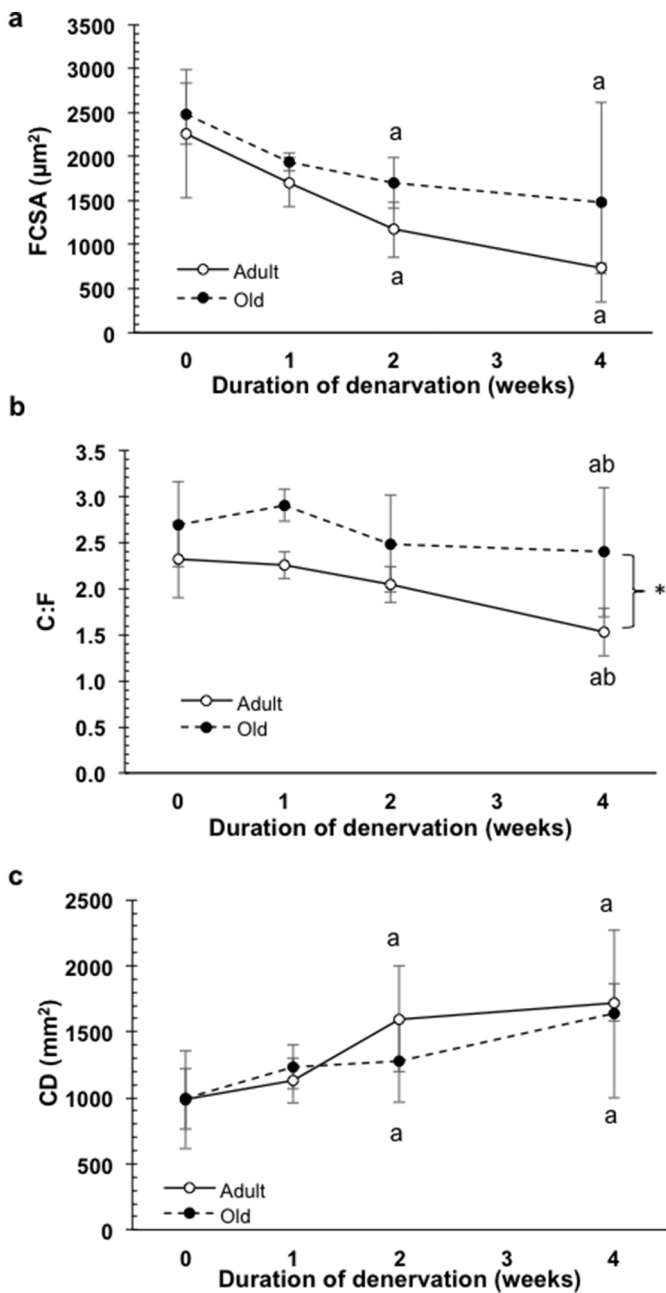 a
3500
3000
2500
2000
1500
1000
500
0
FCSA (µm²)
a
a
a
a
Adult
Old
0 1 2 3 4
Duration of denarvation (weeks)
b
3.5
3.0
2.5
2.0
1.5
1.0
0.5
0.0
C:F
ab
*
ab
Adult
Old
0 1 2 3 4
Duration of denervation (weeks)
c
2500
2000
1500
1000
500
0
CD (mm²)
a
a
a
a
Adult
Old
0 1 2 3 4
Duration of denervation (weeks)